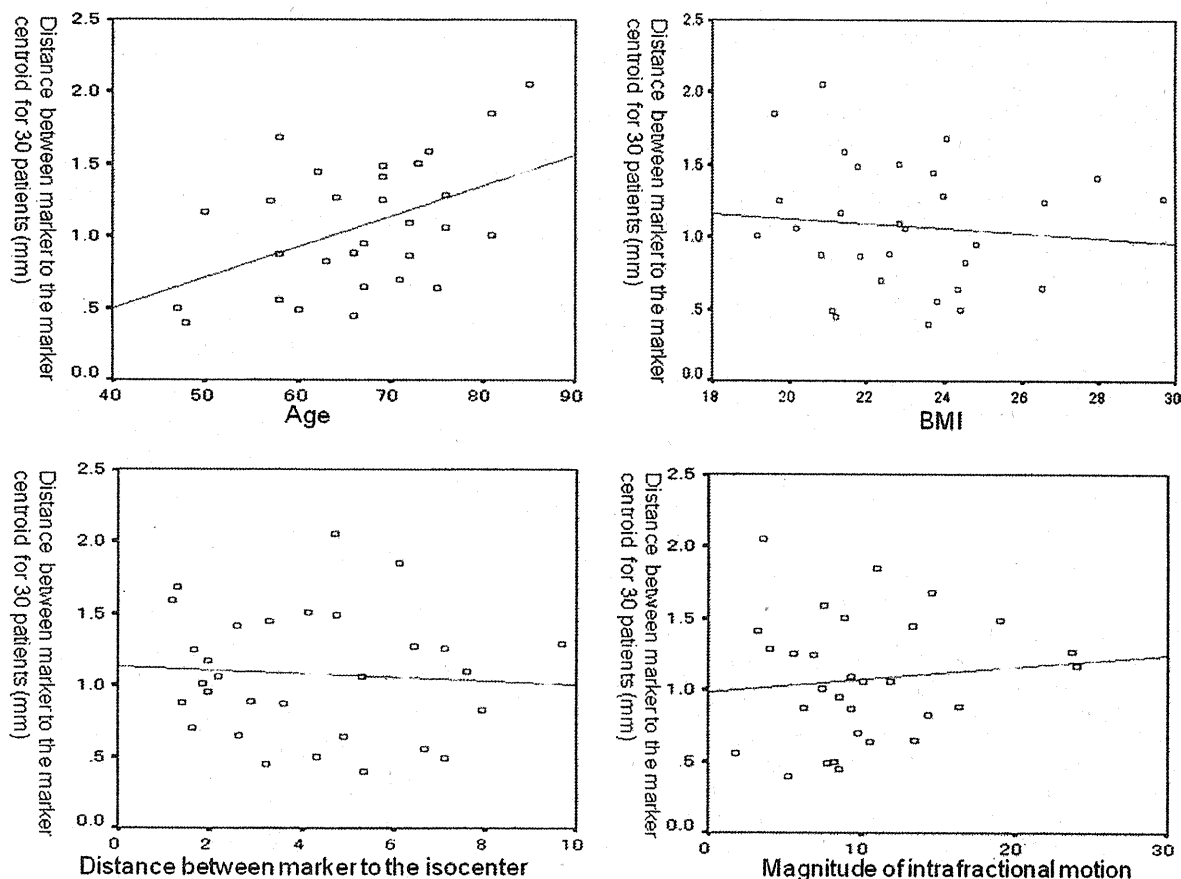 Distance between marker to the marker
centroid for 30 patients (mm)
2.5
2.0
1.5
1.0
.5
0.0
40 50 60 70 80 90
Age
Distance between marker to the marker
centroid for 30 patients (mm)
2.5
2.0
1.5
1.0
.5
0.0
18 20 22 24 26 28 30
BMI
Distance between marker to the marker
centroid for 30 patients (mm)
2.5
2.0
1.5
1.0
.5
0.0
0 2 4 6 8 10
Distance between marker to the isocenter
Distance between marker to the marker
centroid for 30 patients (mm)
2.5
2.0
1.5
1.0
.5
0.0
0 10 20 30
Magnitude of intrafractional motion